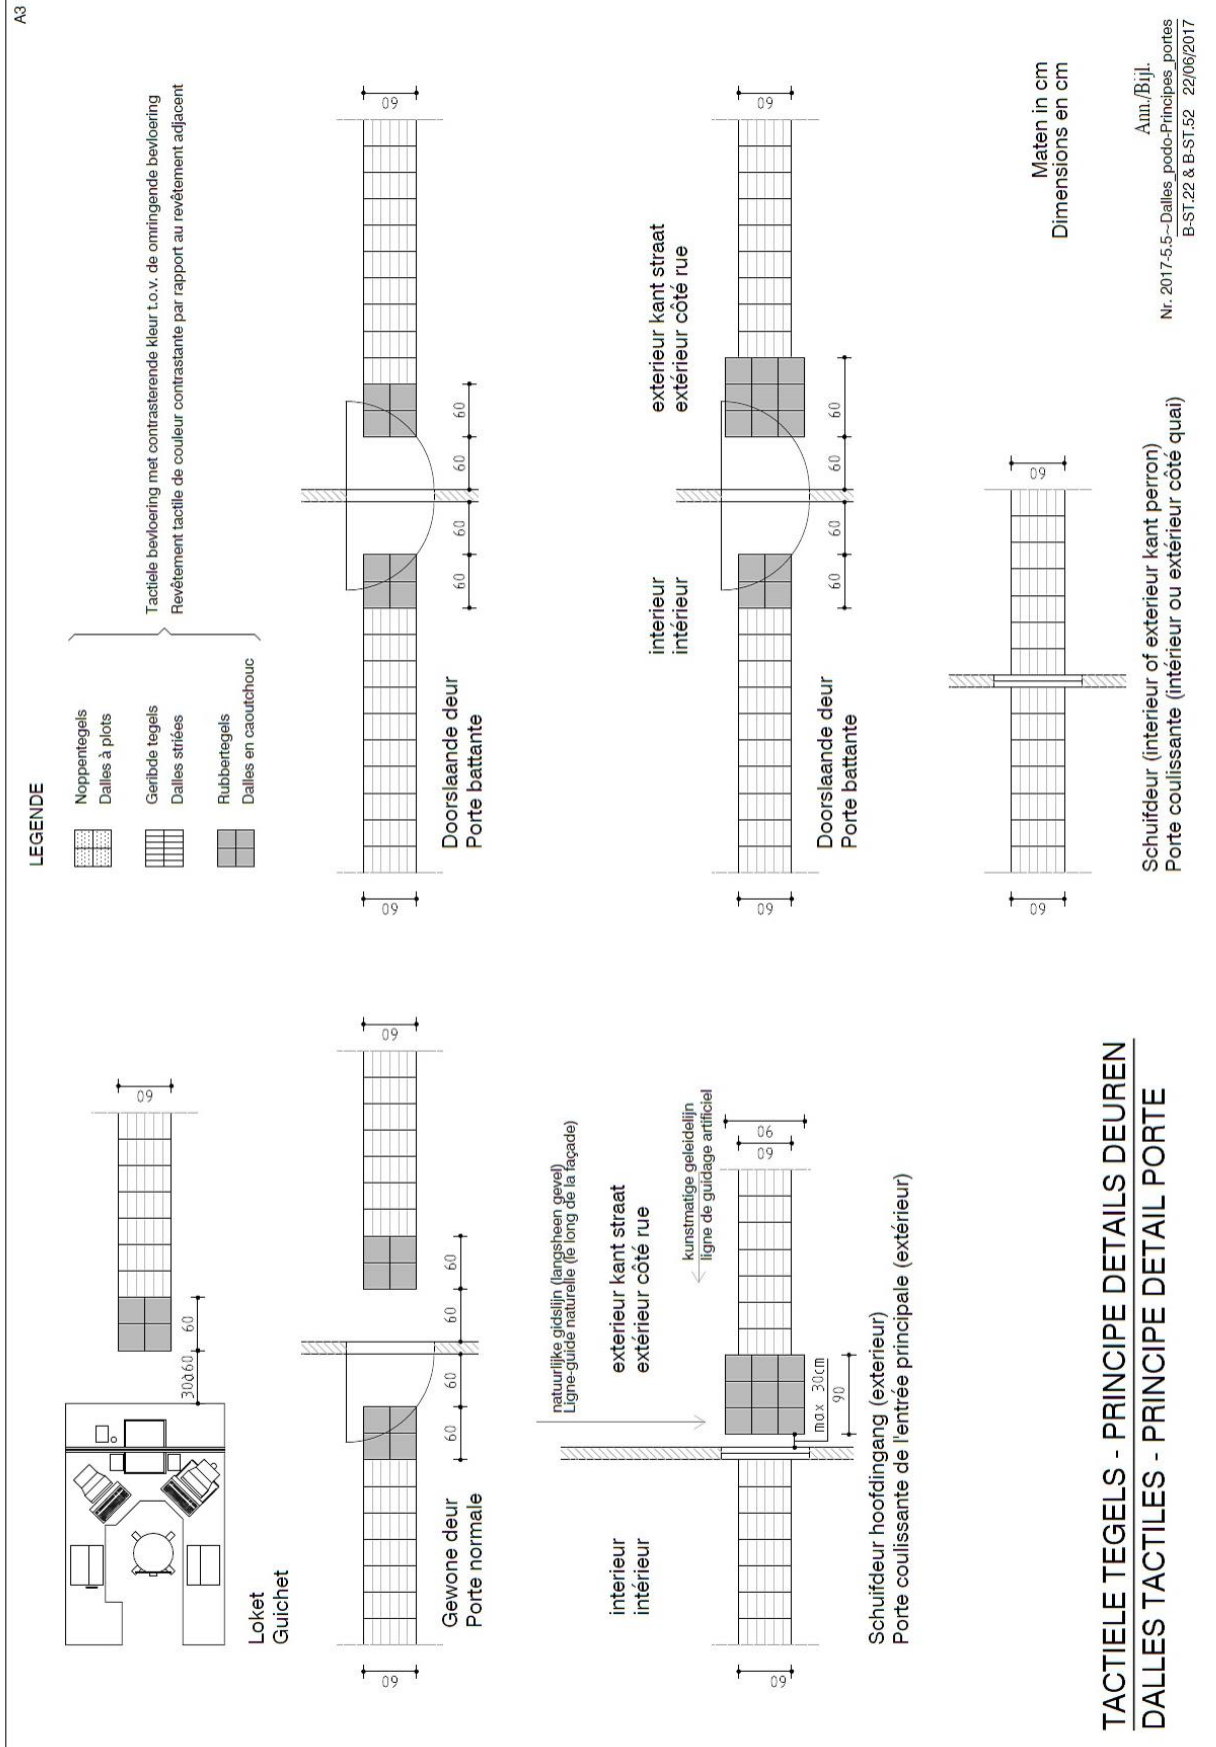 A3
LEGENDE
Noppentegels
Dalles à plots
Geribde tegels
Dalles striées
Rubbertegels
Dalles en caoutchouc
Tactiele bevloering met contrasterende kleur t.o.v. de omringende bevloering
Revêtement tactile de couleur contrastante par rapport au revêtement adjacent
60
30à60
60
Loket
Guichet
60
60
60
60
60
60
Gewone deur
Porte normale
60
60
60
60
60
60
Doorslaande deur
Porte battante
natuurlijke gidslijn (langsheen gevel)
Ligne-guide naturelle (le long de la façade)
exterieur kant straat
extérieur côté rue
interieur
intérieur
kunstmatige geleidelijn
ligne de guidage artificiel
60
60
90
max 30cm
90
Schuifdeur hoofdingang (exterieur)
Porte coulissante de l'entrée principale (extérieur)
interieur
intérieur
exterieur kant straat
extérieur côté rue
60
60
60
60
60
60
Doorslaande deur
Porte battante
60
60
Schuifdeur (interieur of exterieur kant perron)
Porte coulissante (intérieur ou extérieur côté quai)
Maten in cm
Dimensions en cm
TACTIELE TEGELS - PRINCIPE DETAILS DEUREN
DALLES TACTILES - PRINCIPE DETAIL PORTE
Ann./Bijl.
Nr. 2017-5.5~Dalles_podo-Principes_portes
B-ST.22 & B-ST.52 22/06/2017